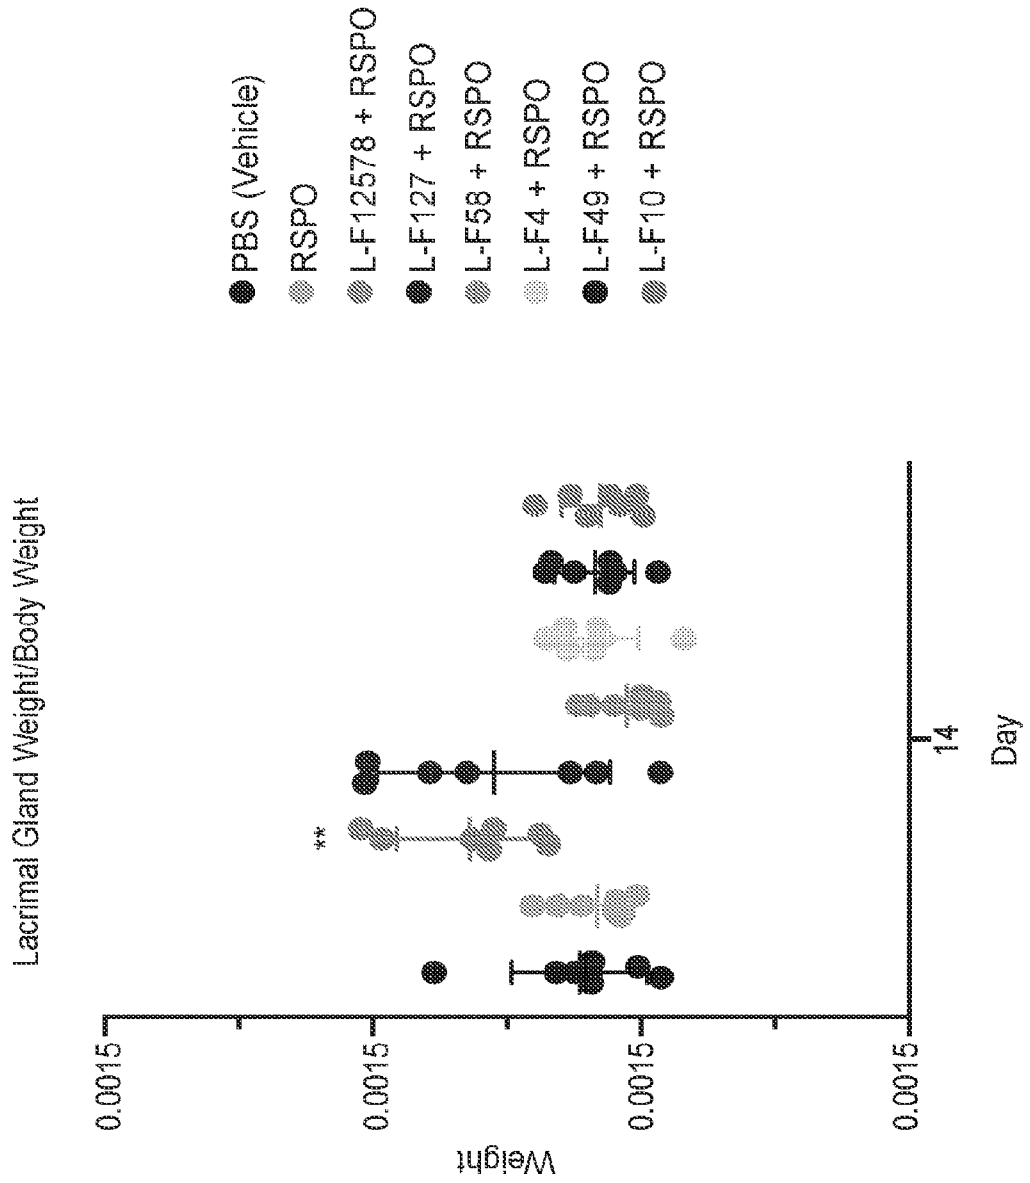 Lacrimal Gland Weight/Body Weight
Weight
0.0015
0.0015
0.0015
0.0015
**
14
Day
PBS (Vehicle)
RSPO
L-F12578 + RSPO
L-F127 + RSPO
L-F58 + RSPO
L-F4 + RSPO
L-F49 + RSPO
L-F10 + RSPO